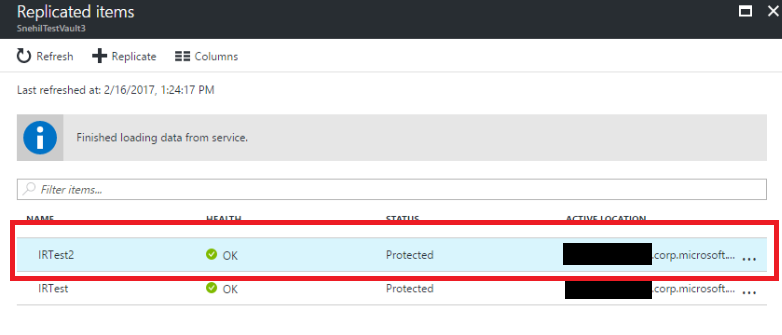 Replicated items
SnehilTestVault3
Refresh Replicate Columns
Last refreshed at: 2/16/2017, 1:24:17 PM
Finished loading data from service.
Filter items...
NAME HEALTH STATUS ACTIVE LOCATION
IRTest2 OK Protected .corp.microsoft.... ...
IRTest OK Protected .corp.microsoft.... ...